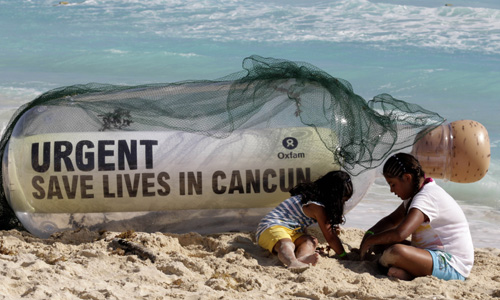 Oxfam
URGENT
SAVE LIVES IN CANCUN